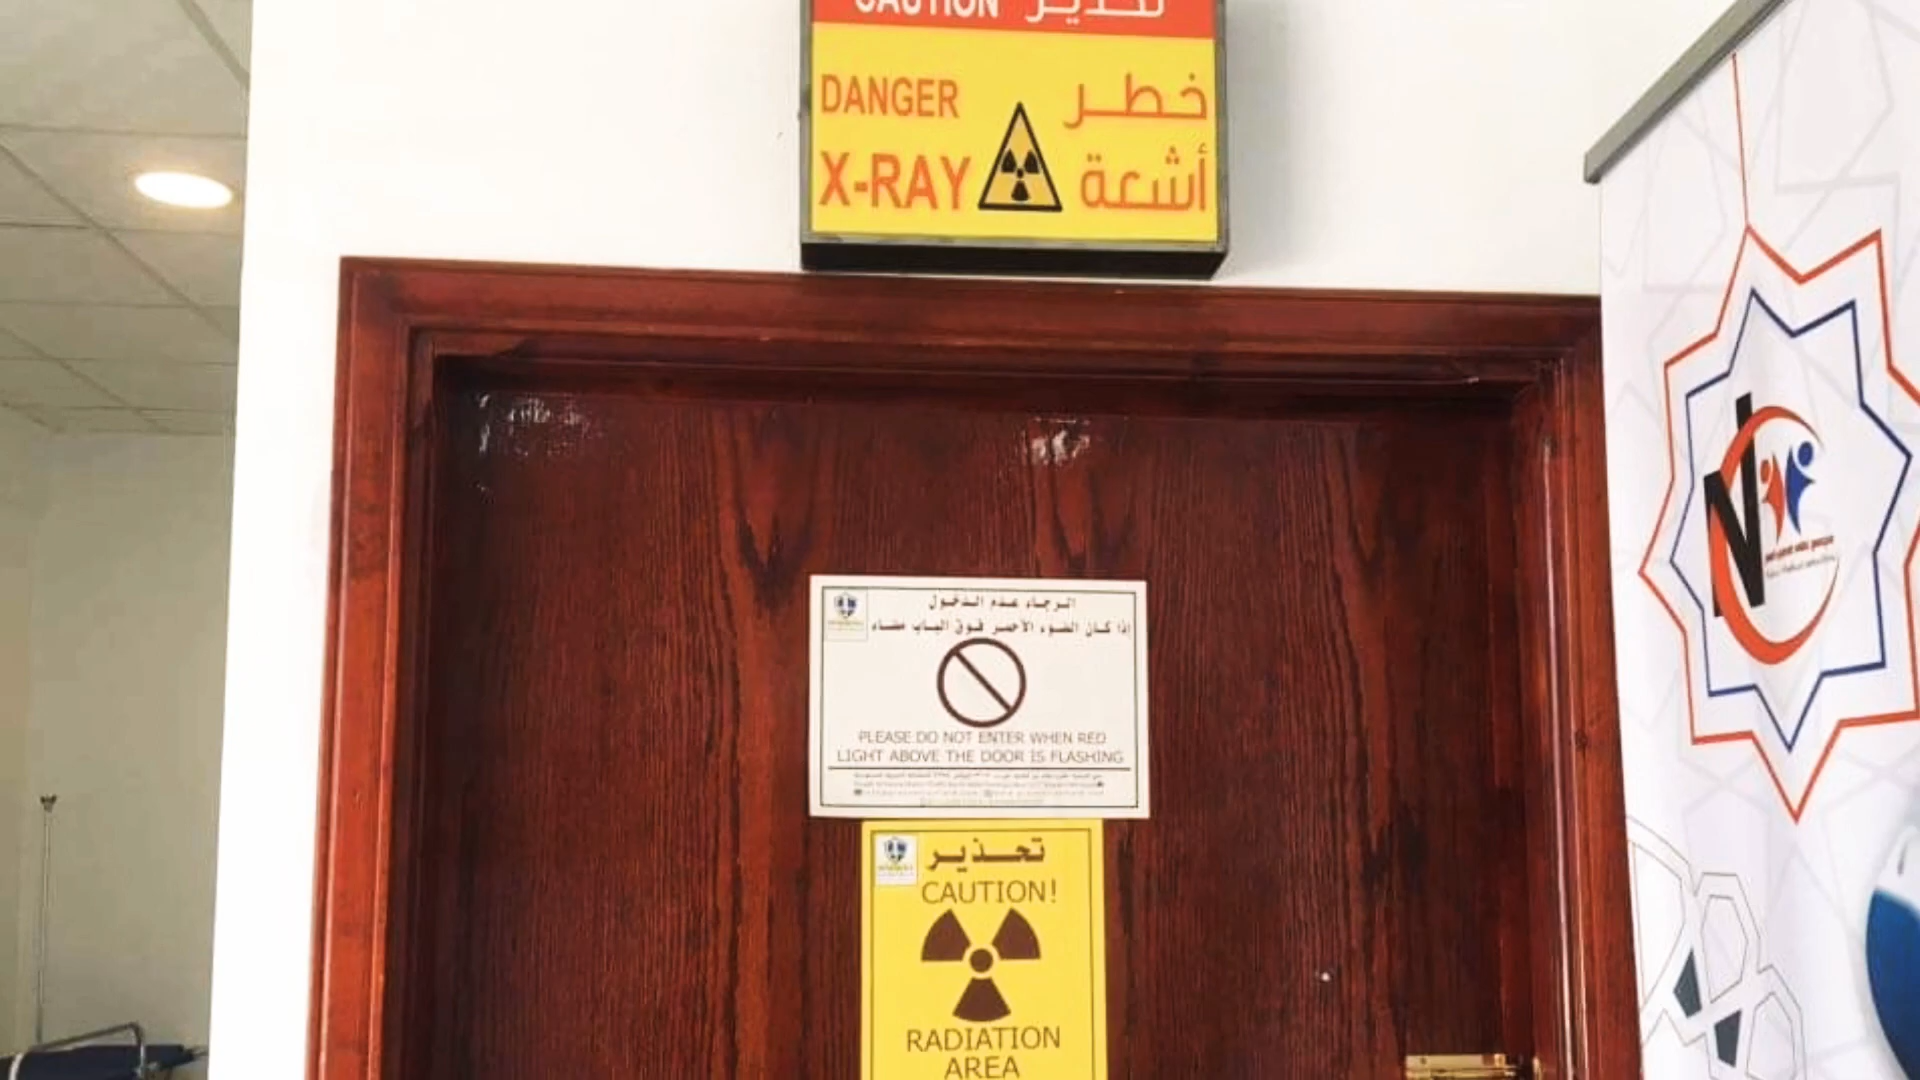 CAUTION تحذير
DANGER خطر
X-RAY أشعة
الرجاء عدم الدخول
إذا كان الضوء الأحمر فوق الباب مضاء
PLEASE DO NOT ENTER WHEN RED
LIGHT ABOVE THE DOOR IS FLASHING
تحذير
CAUTION!
RADIATION
AREA